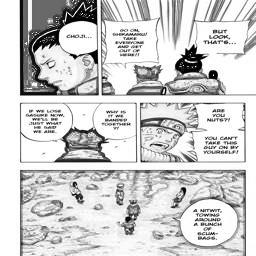 BUT
LOOK,
THAT'S...
GO ON,
SHIKAMARU!
TAKE
EVERYONE
AND GET
OUT OF
HERE!!
CHOJI...
ARE
YOU
NUTS?!
YOU CAN'T
TAKE THIS
GUY ON BY
YOURSELF!
WHY IS
IT WE
BANDED
TOGETHER
?
IF WE LOSE
SASUKE NOW,
WE'LL BE
JUST WHAT
HE SAID
WE ARE.
A NITWIT,
TOWING
AROUND
A BUNCH
OF
SCUM-
BAGS.